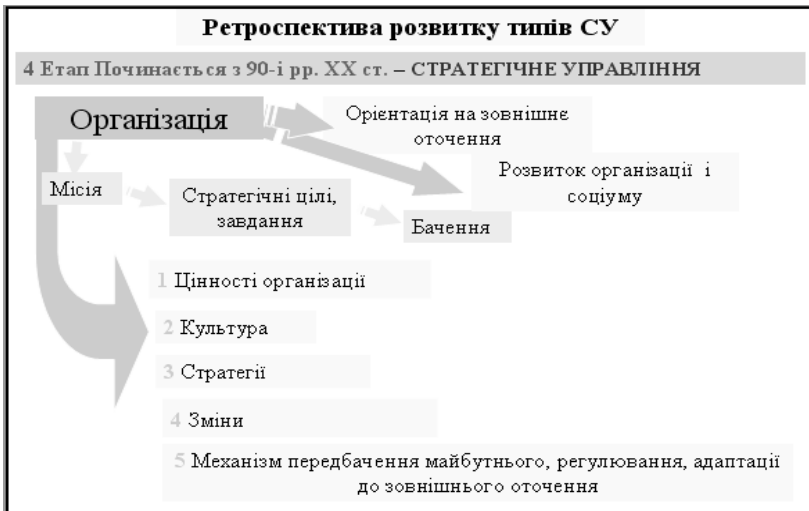 Ретроспектива розвитку типів СУ
4 Етап Починається з 90-і рр. ХХ ст. – СТРАТЕГІЧНЕ УПРАВЛІННЯ
Організація
Орієнтація на зовнішнє
оточення
Розвиток організації і
соціуму
Місія
Стратегічні цілі,
завдання
Бачення
1 Цінності організації
2 Культура
3 Стратегії
4 Зміни
5 Механізм передбачення майбутнього, регулювання, адаптації
до зовнішнього оточення